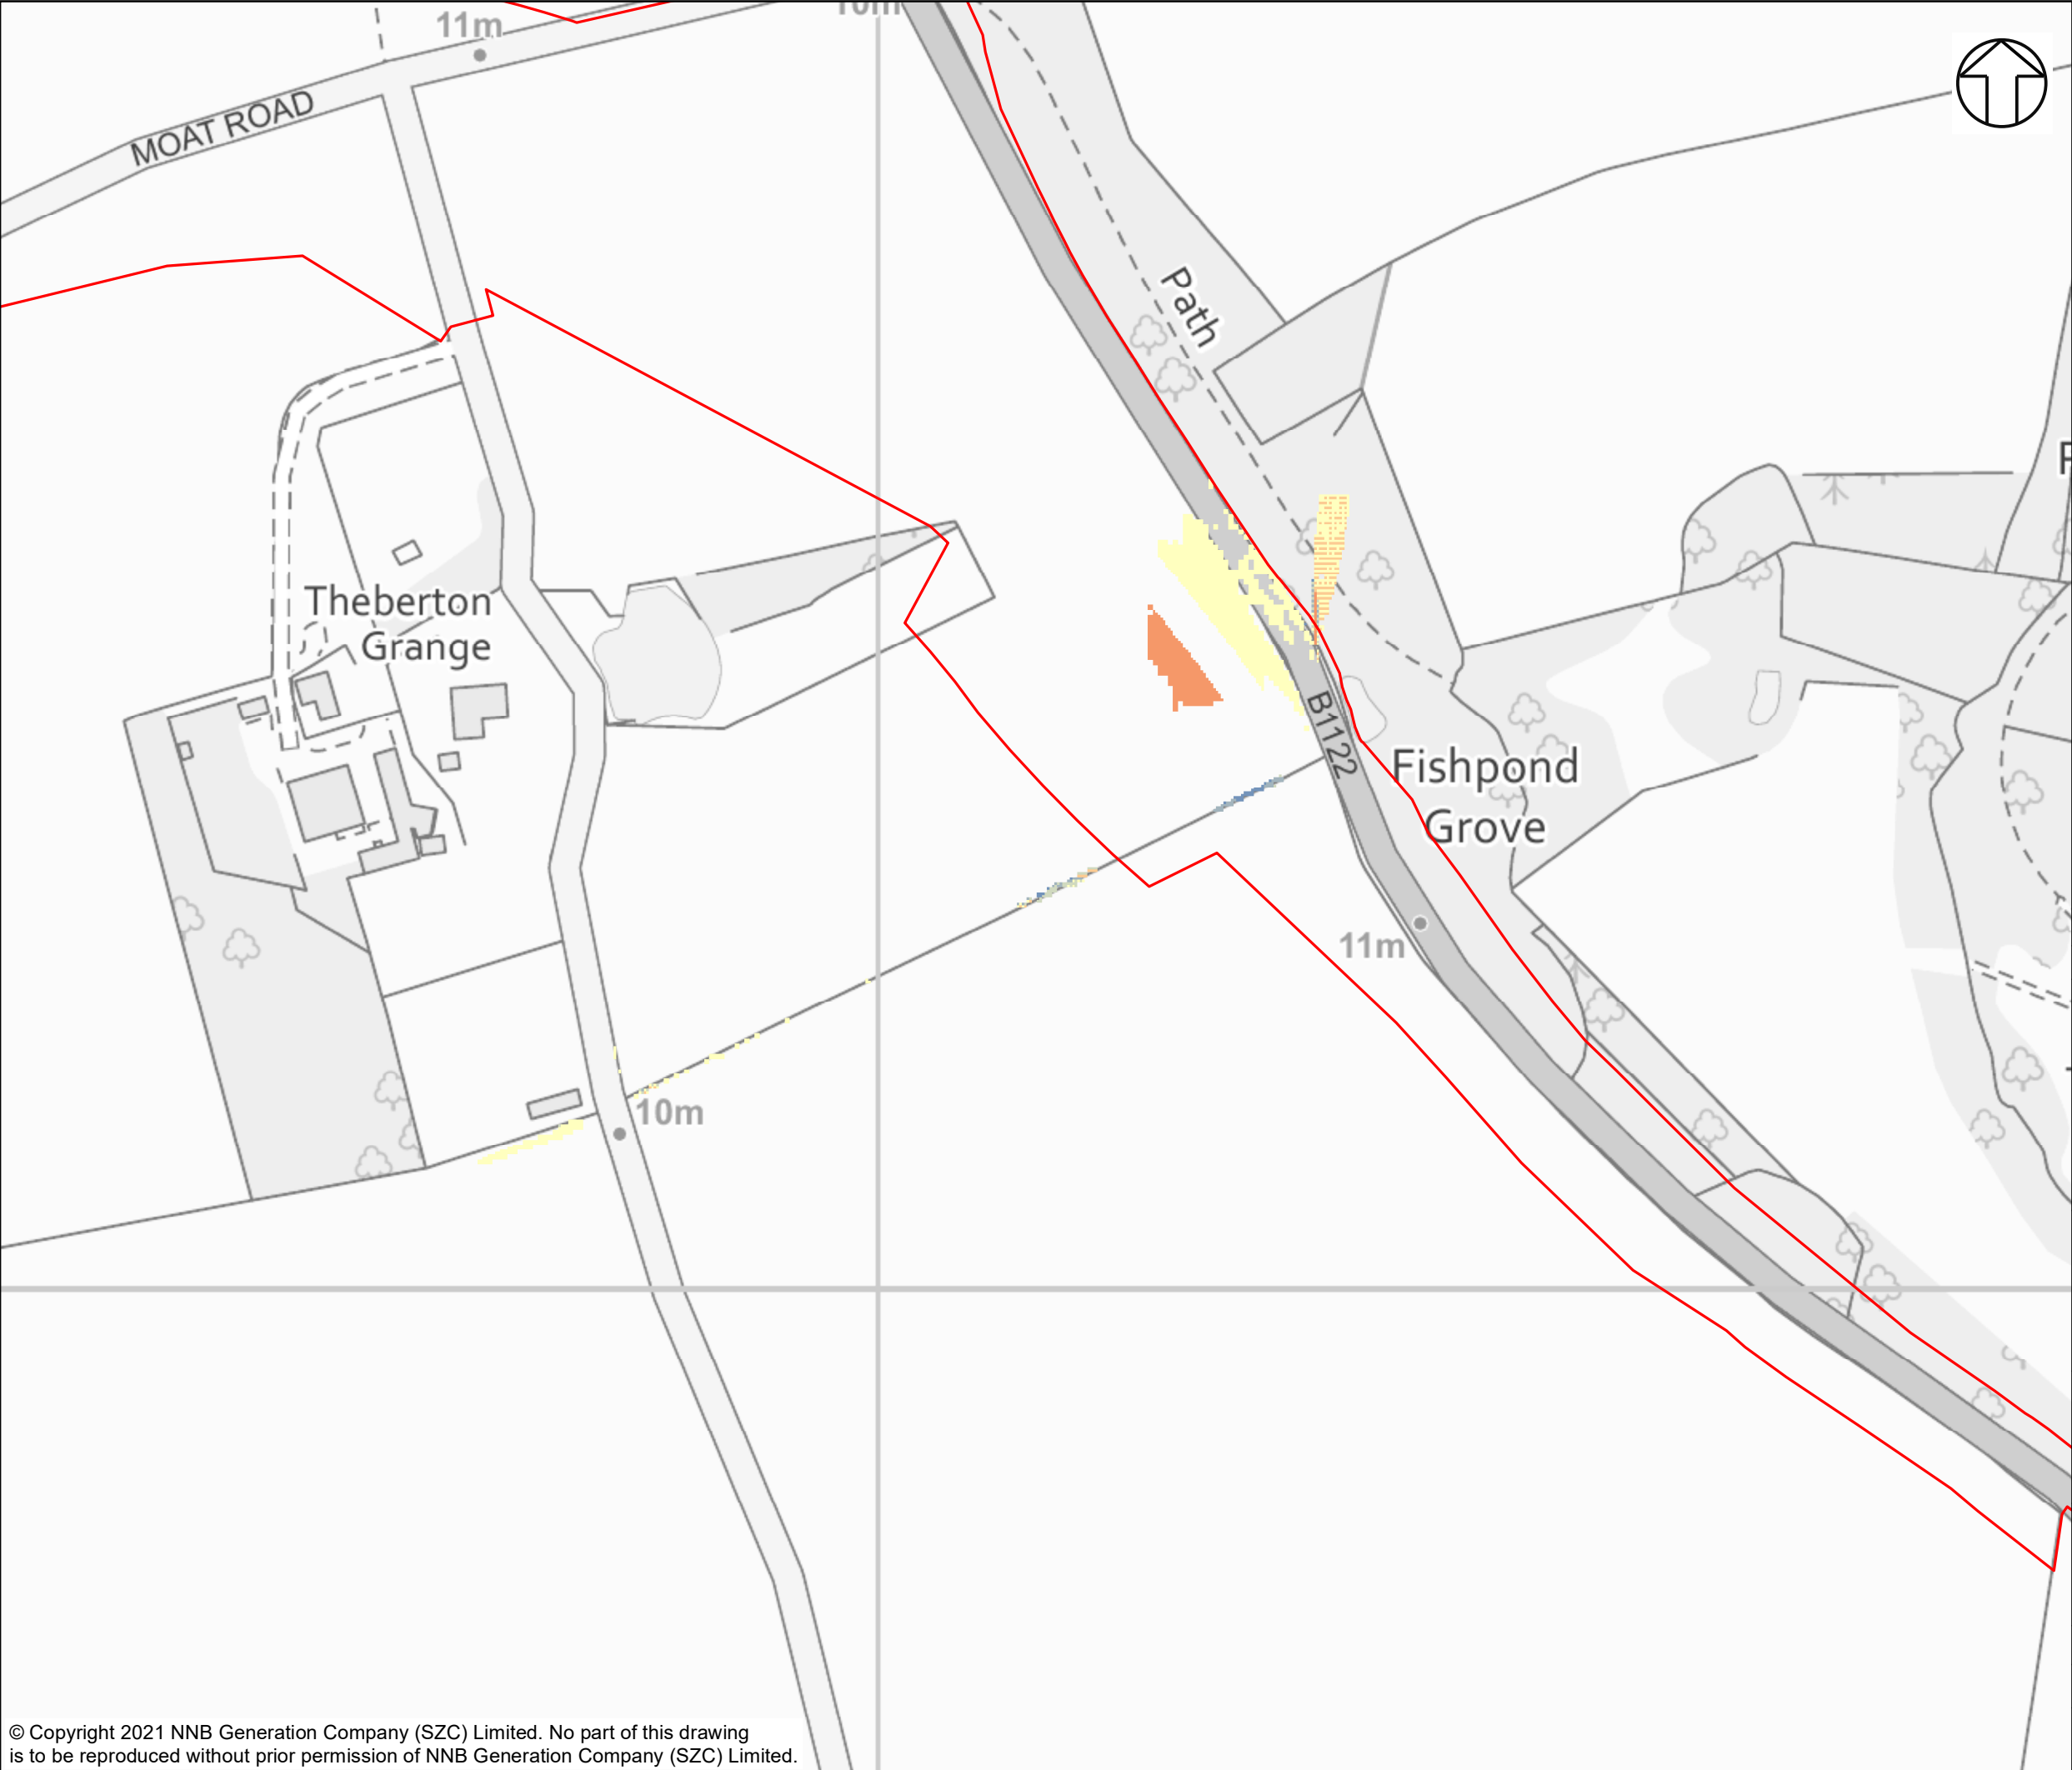 11m
10m
MOAT ROAD
Path
Theberton
Grange
B1122
Fishpond
Grove
11m
10m
© Copyright 2021 NNB Generation Company (SZC) Limited. No part of this drawing
is to be reproduced without prior permission of NNB Generation Company (SZC) Limited.